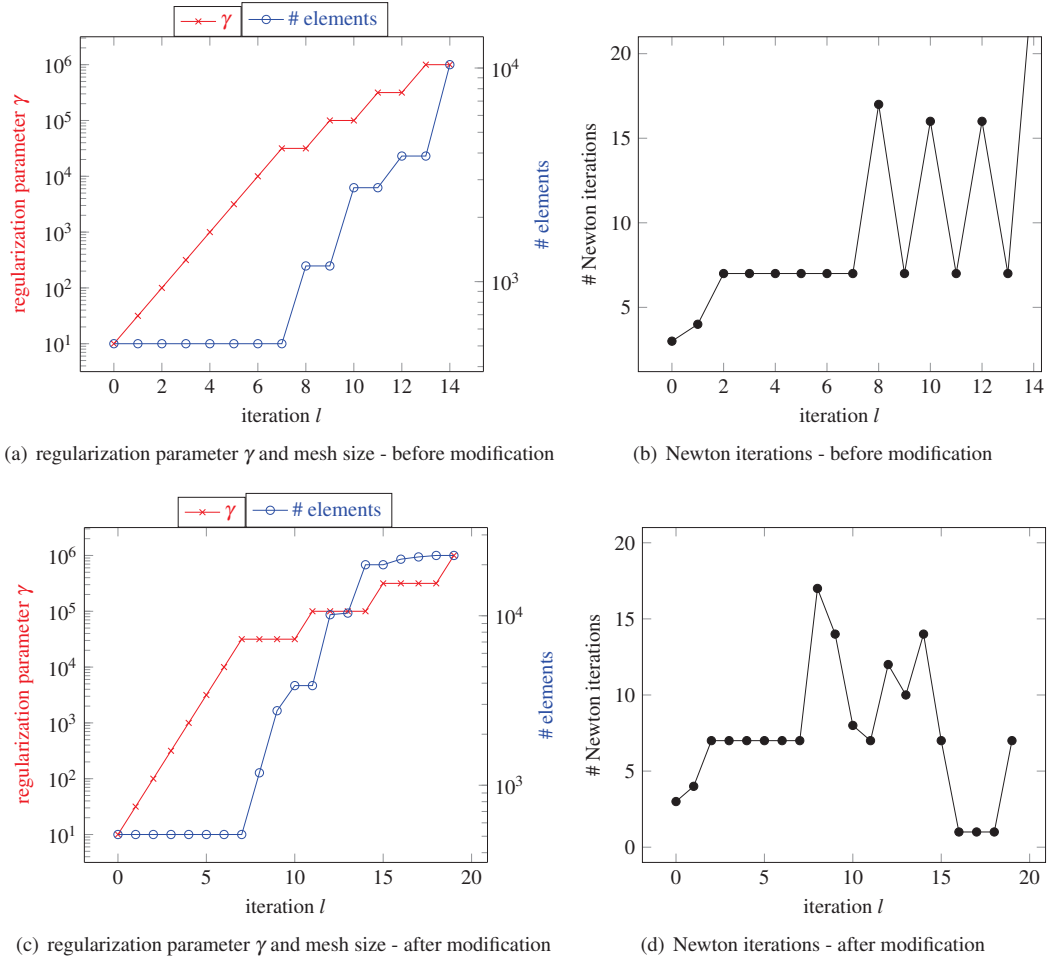 γ # elements
10^6
10^5
10^4
10^3
10^2
10^1
regularization parameter γ
10^4
10^3
# elements
0 2 4 6 8 10 12 14
iteration l
(a) regularization parameter γ and mesh size - before modification
20
15
10
5
# Newton iterations
0 2 4 6 8 10 12 14
iteration l
(b) Newton iterations - before modification
γ # elements
10^6
10^5
10^4
10^3
10^2
10^1
regularization parameter γ
10^4
10^3
# elements
0 5 10 15 20
iteration l
(c) regularization parameter γ and mesh size - after modification
20
15
10
5
0
# Newton iterations
0 5 10 15 20
iteration l
(d) Newton iterations - after modification